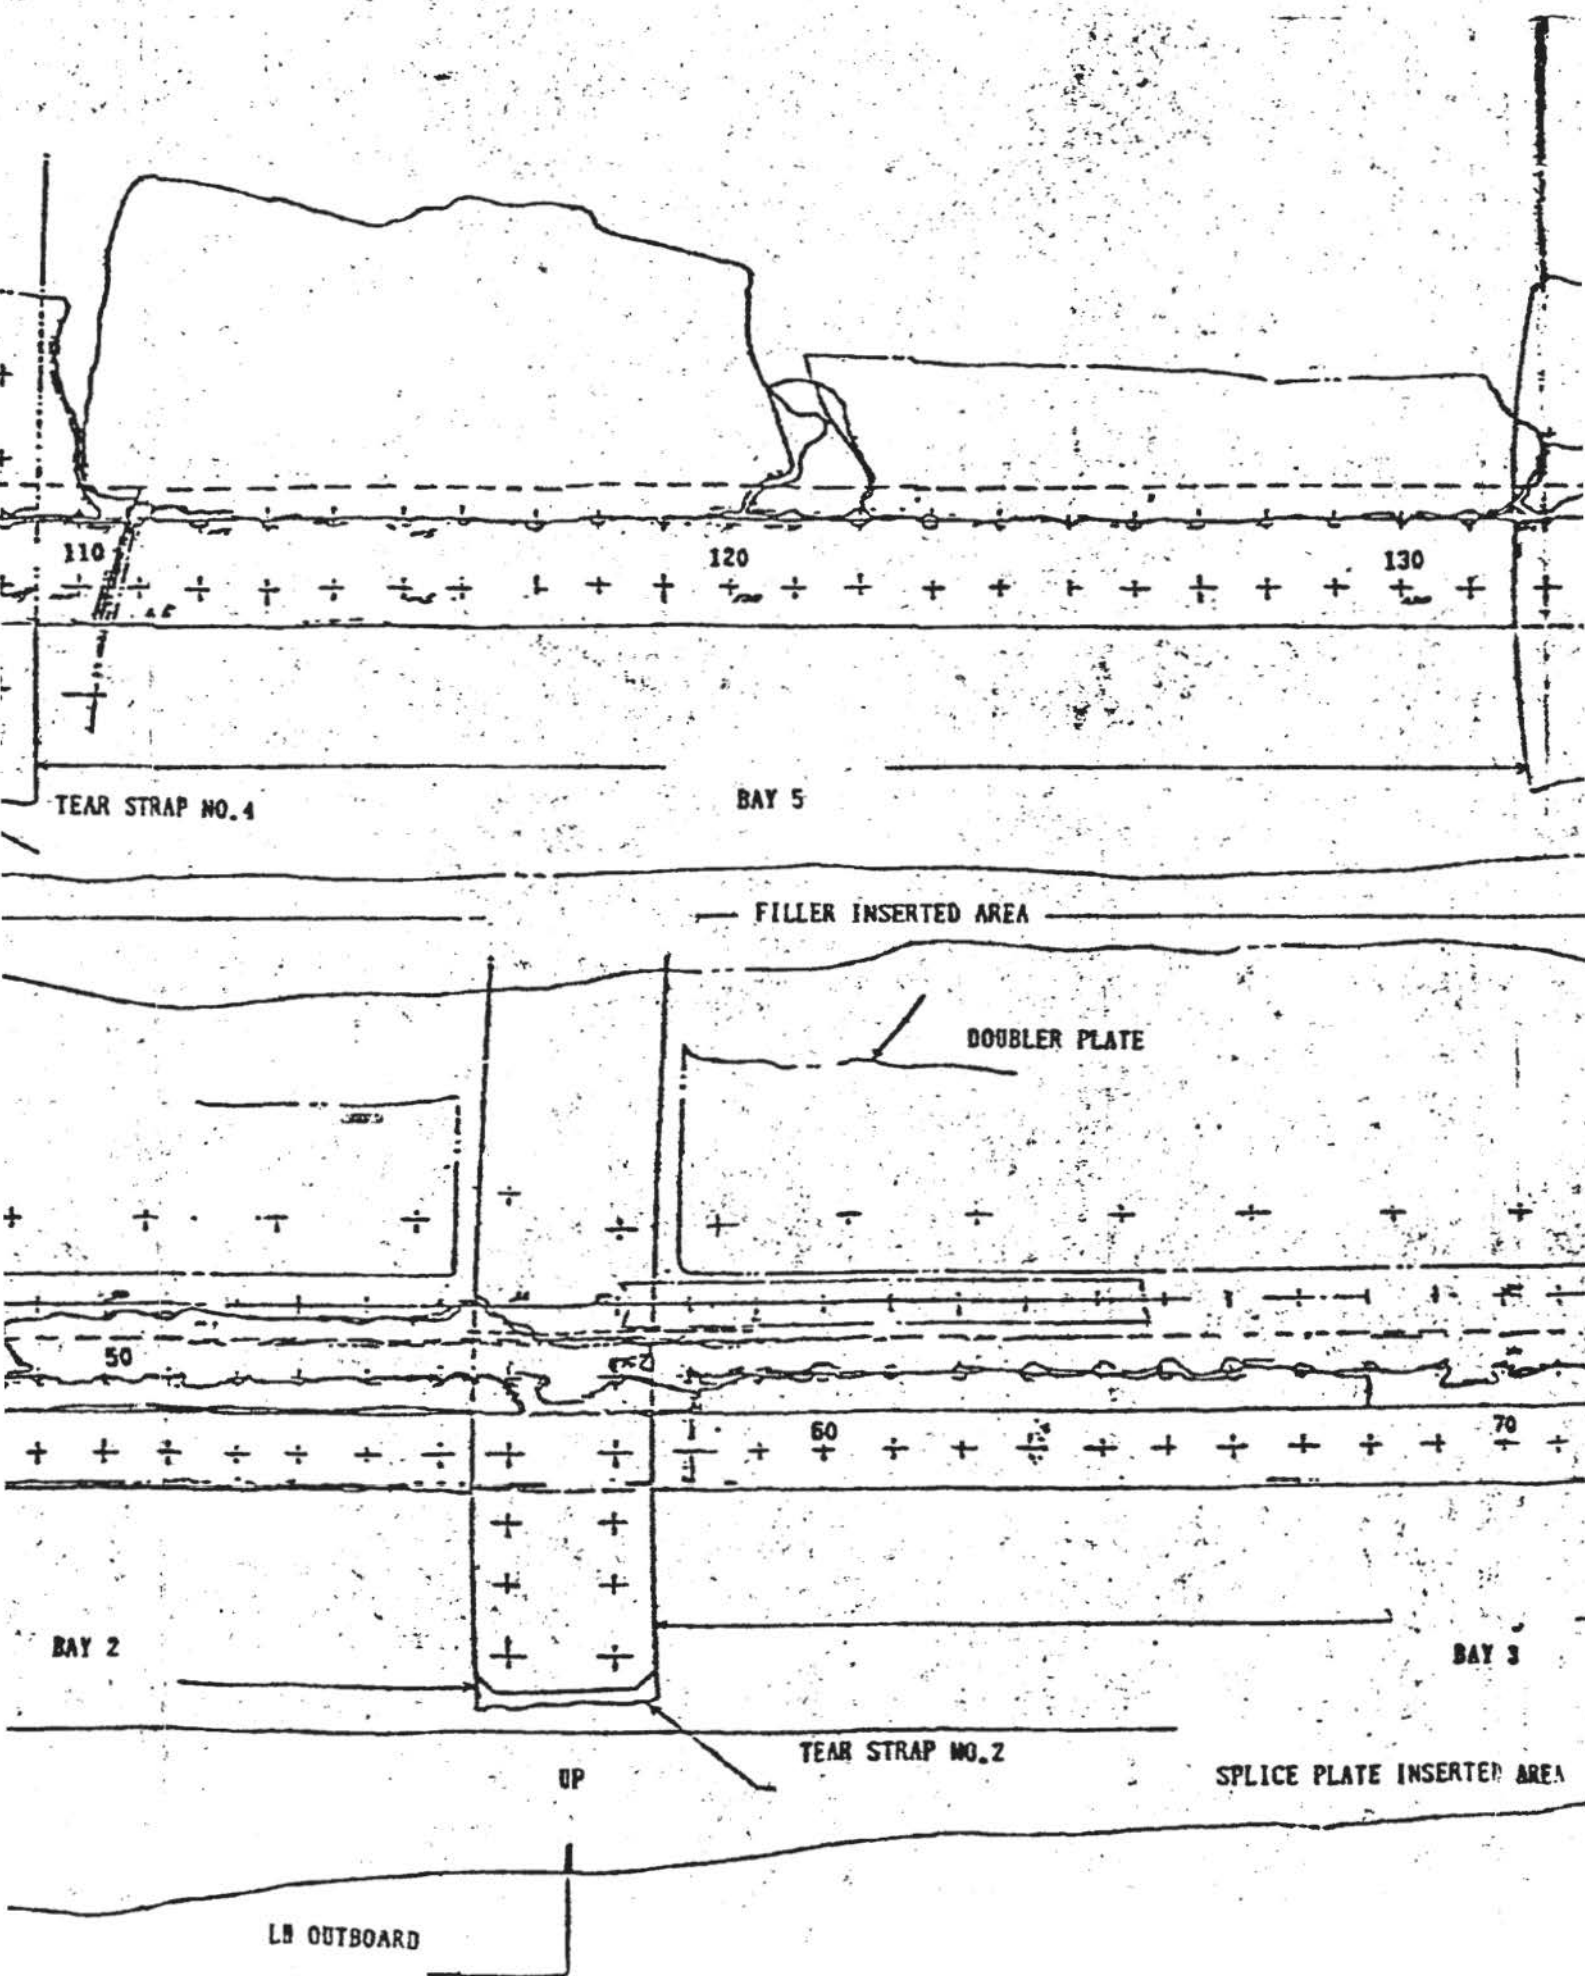 110
120
130
TEAR STRAP NO.4
BAY 5
FILLER INSERTED AREA
DOUBLER PLATE
50
60
70
BAY 2
BAY 3
TEAR STRAP NO.2
UP
SPLICE PLATE INSERTED AREA
LH OUTBOARD